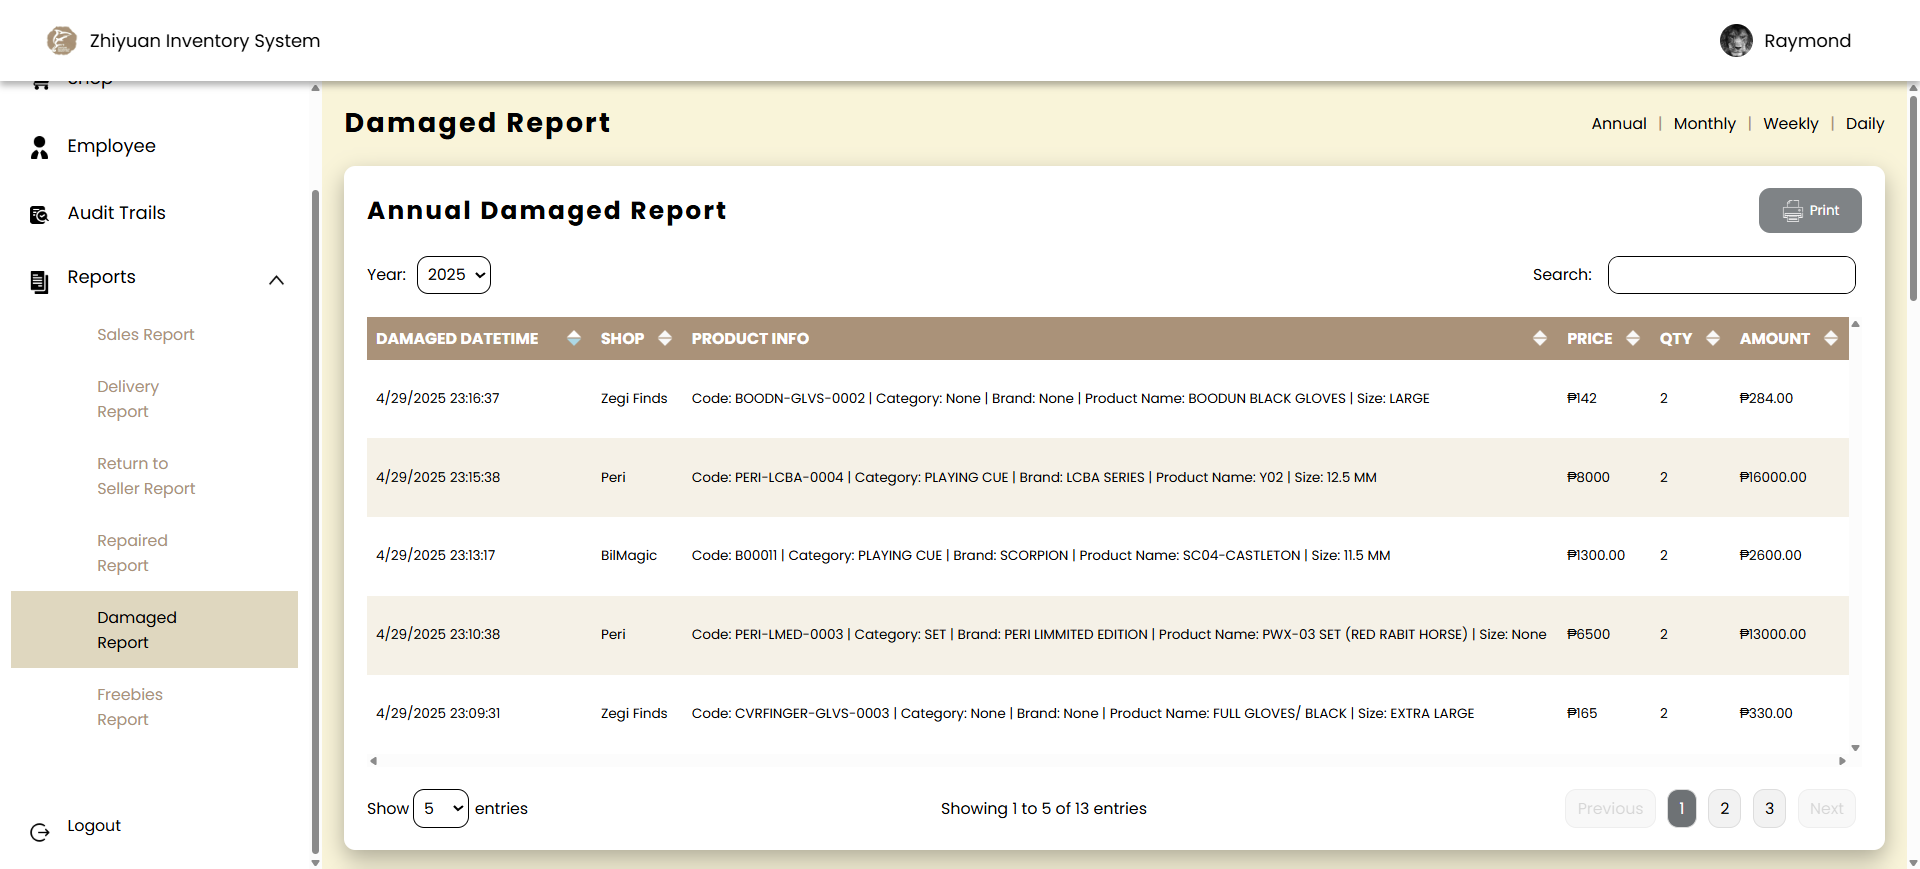 Zhiyuan Inventory System
Raymond
Shop
Employee
Audit Trails
Reports
Sales Report
Delivery
Report
Return to
Seller Report
Repaired
Report
Damaged
Report
Freebies
Report
Logout
Damaged Report
Annual | Monthly | Weekly | Daily
Annual Damaged Report
Print
Year: 2025
Search:
DAMAGED DATETIME SHOP PRODUCT INFO PRICE QTY AMOUNT
4/29/2025 23:16:37 Zegi Finds Code: BOODN-GLVS-0002 | Category: None | Brand: None | Product Name: BOODUN BLACK GLOVES | Size: LARGE ₱142 2 ₱284.00
4/29/2025 23:15:38 Peri Code: PERI-LCBA-0004 | Category: PLAYING CUE | Brand: LCBA SERIES | Product Name: Y02 | Size: 12.5 MM ₱8000 2 ₱16000.00
4/29/2025 23:13:17 BilMagic Code: B00011 | Category: PLAYING CUE | Brand: SCORPION | Product Name: SC04-CASTLETON | Size: 11.5 MM ₱1300.00 2 ₱2600.00
4/29/2025 23:10:38 Peri Code: PERI-LMED-0003 | Category: SET | Brand: PERI LIMMITED EDITION | Product Name: PWX-03 SET (RED RABIT HORSE) | Size: None ₱6500 2 ₱13000.00
4/29/2025 23:09:31 Zegi Finds Code: CVRFINGER-GLVS-0003 | Category: None | Brand: None | Product Name: FULL GLOVES/ BLACK | Size: EXTRA LARGE ₱165 2 ₱330.00
Show 5 entries
Showing 1 to 5 of 13 entries
Previous 1 2 3 Next